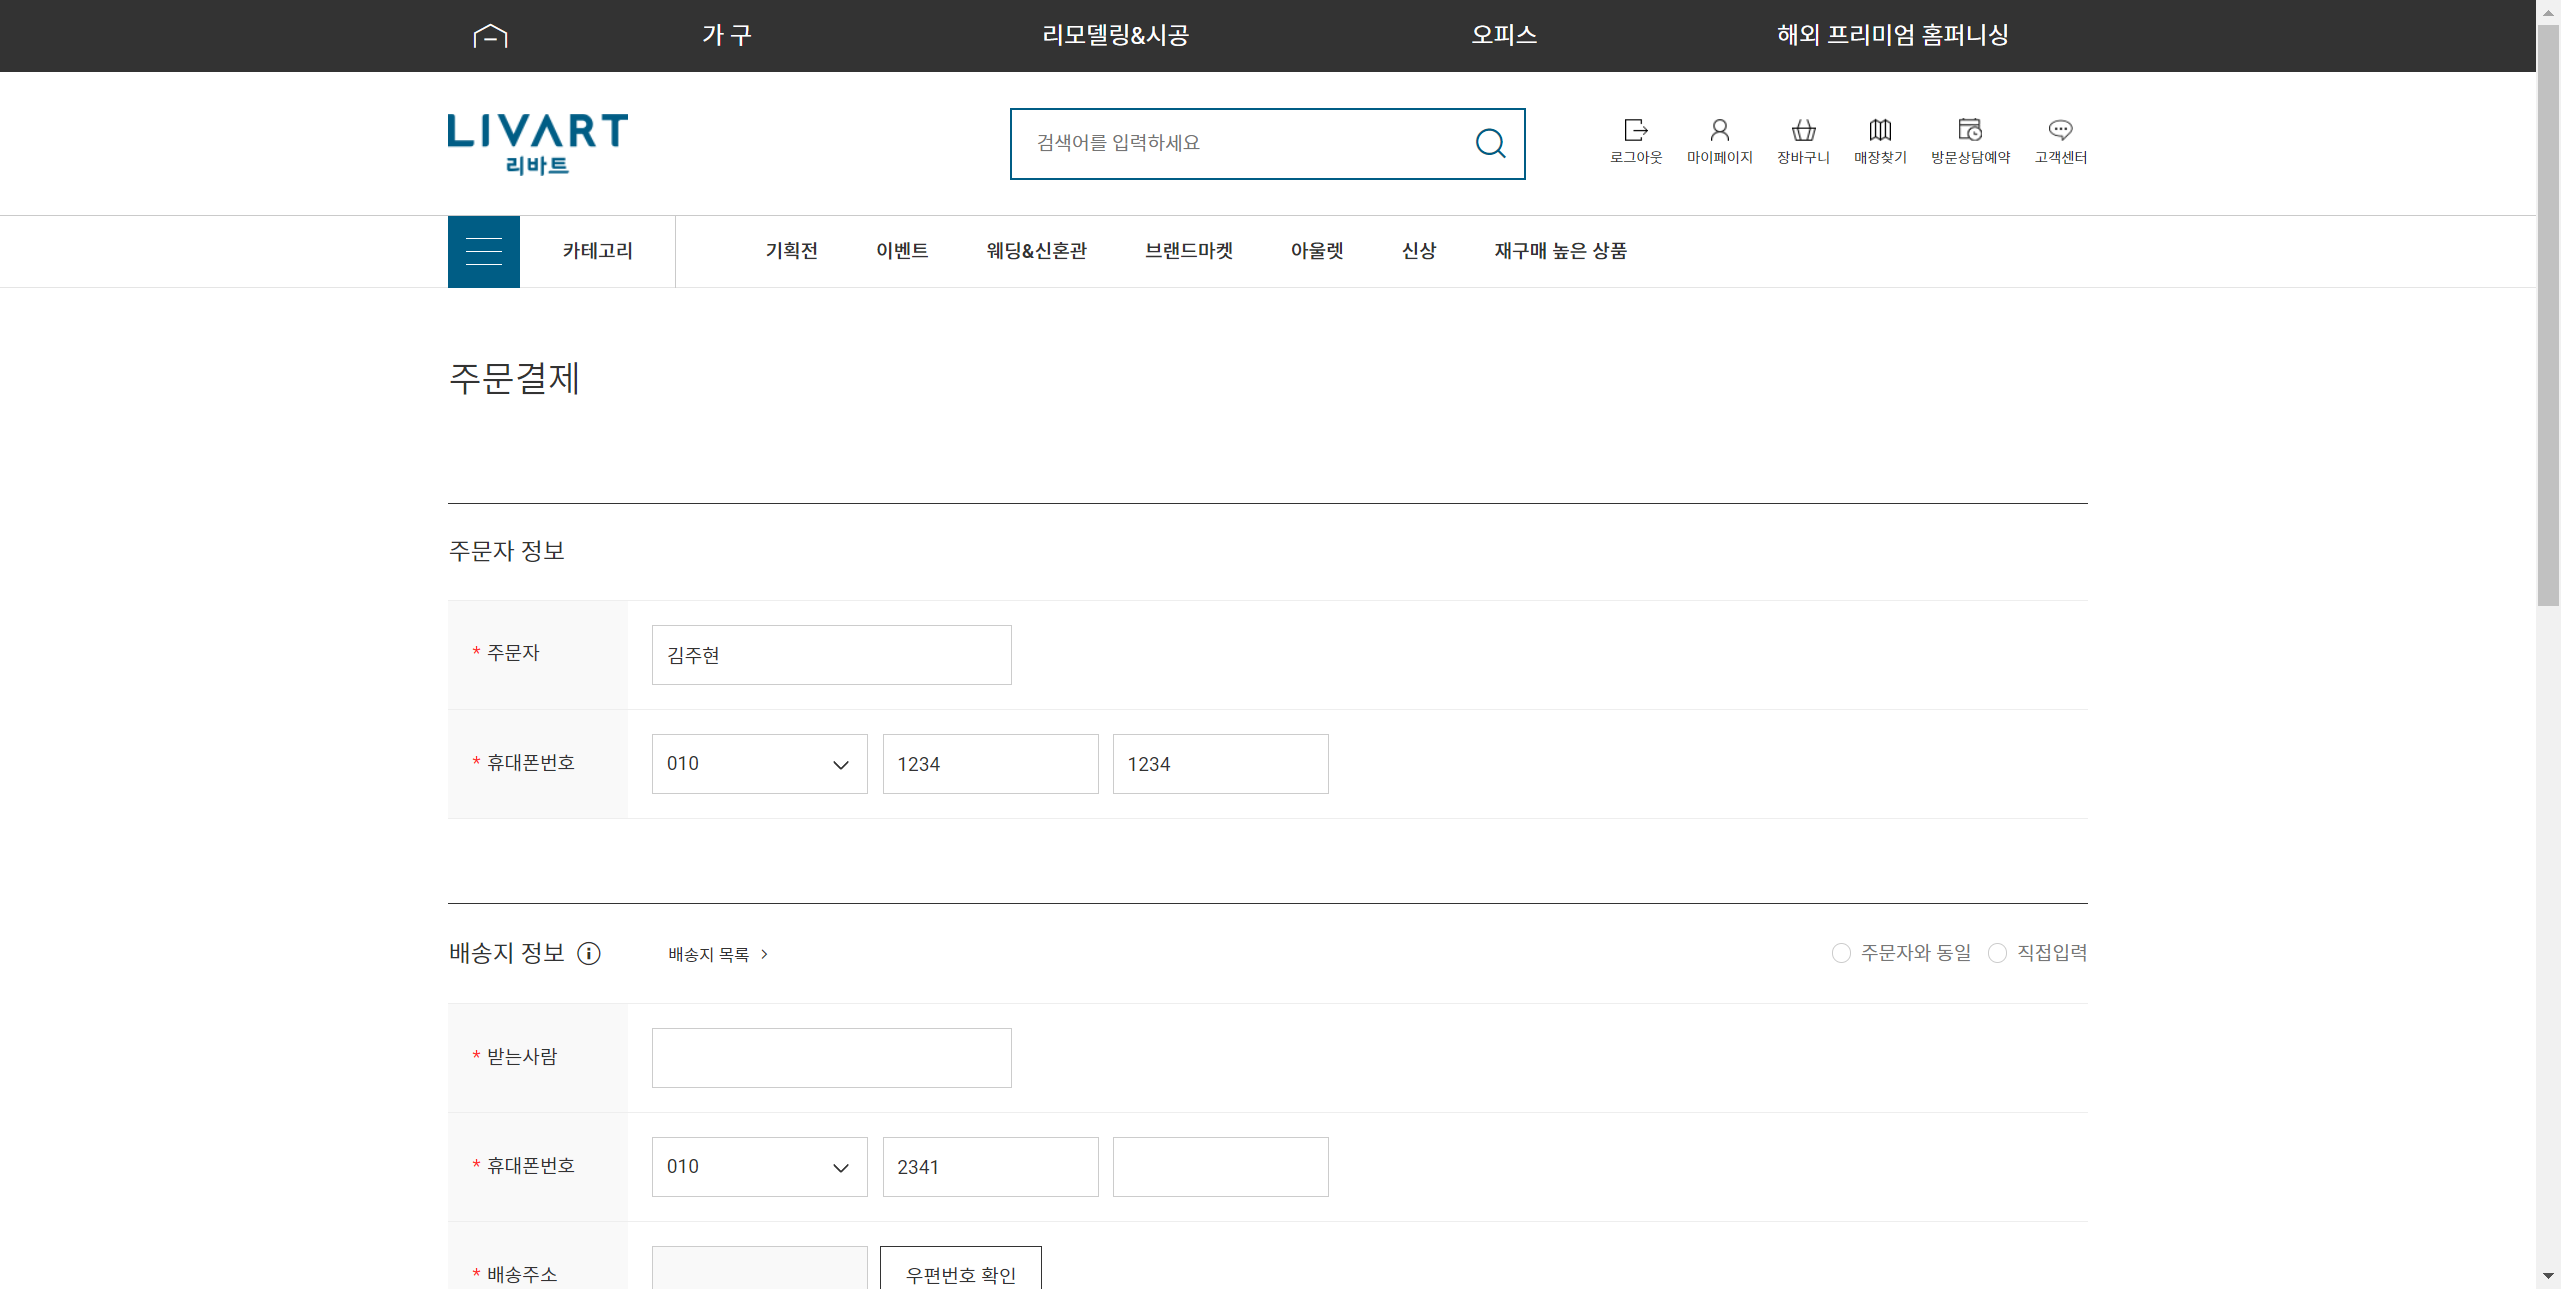 가 구 리모델링&시공 오피스 해외 프리미엄 홈퍼니싱
LIVART
리바트
검색어를 입력하세요
로그아웃 마이페이지 장바구니 매장찾기 방문상담예약 고객센터
카테고리 기획전 이벤트 웨딩&신혼관 브랜드마켓 아울렛 신상 재구매 높은 상품
주문결제
주문자 정보
* 주문자 김주현
* 휴대폰번호 010 1234 1234
배송지 정보 배송지 목록 > 주문자와 동일 직접입력
* 받는사람
* 휴대폰번호 010 2341
* 배송주소 우편번호 확인